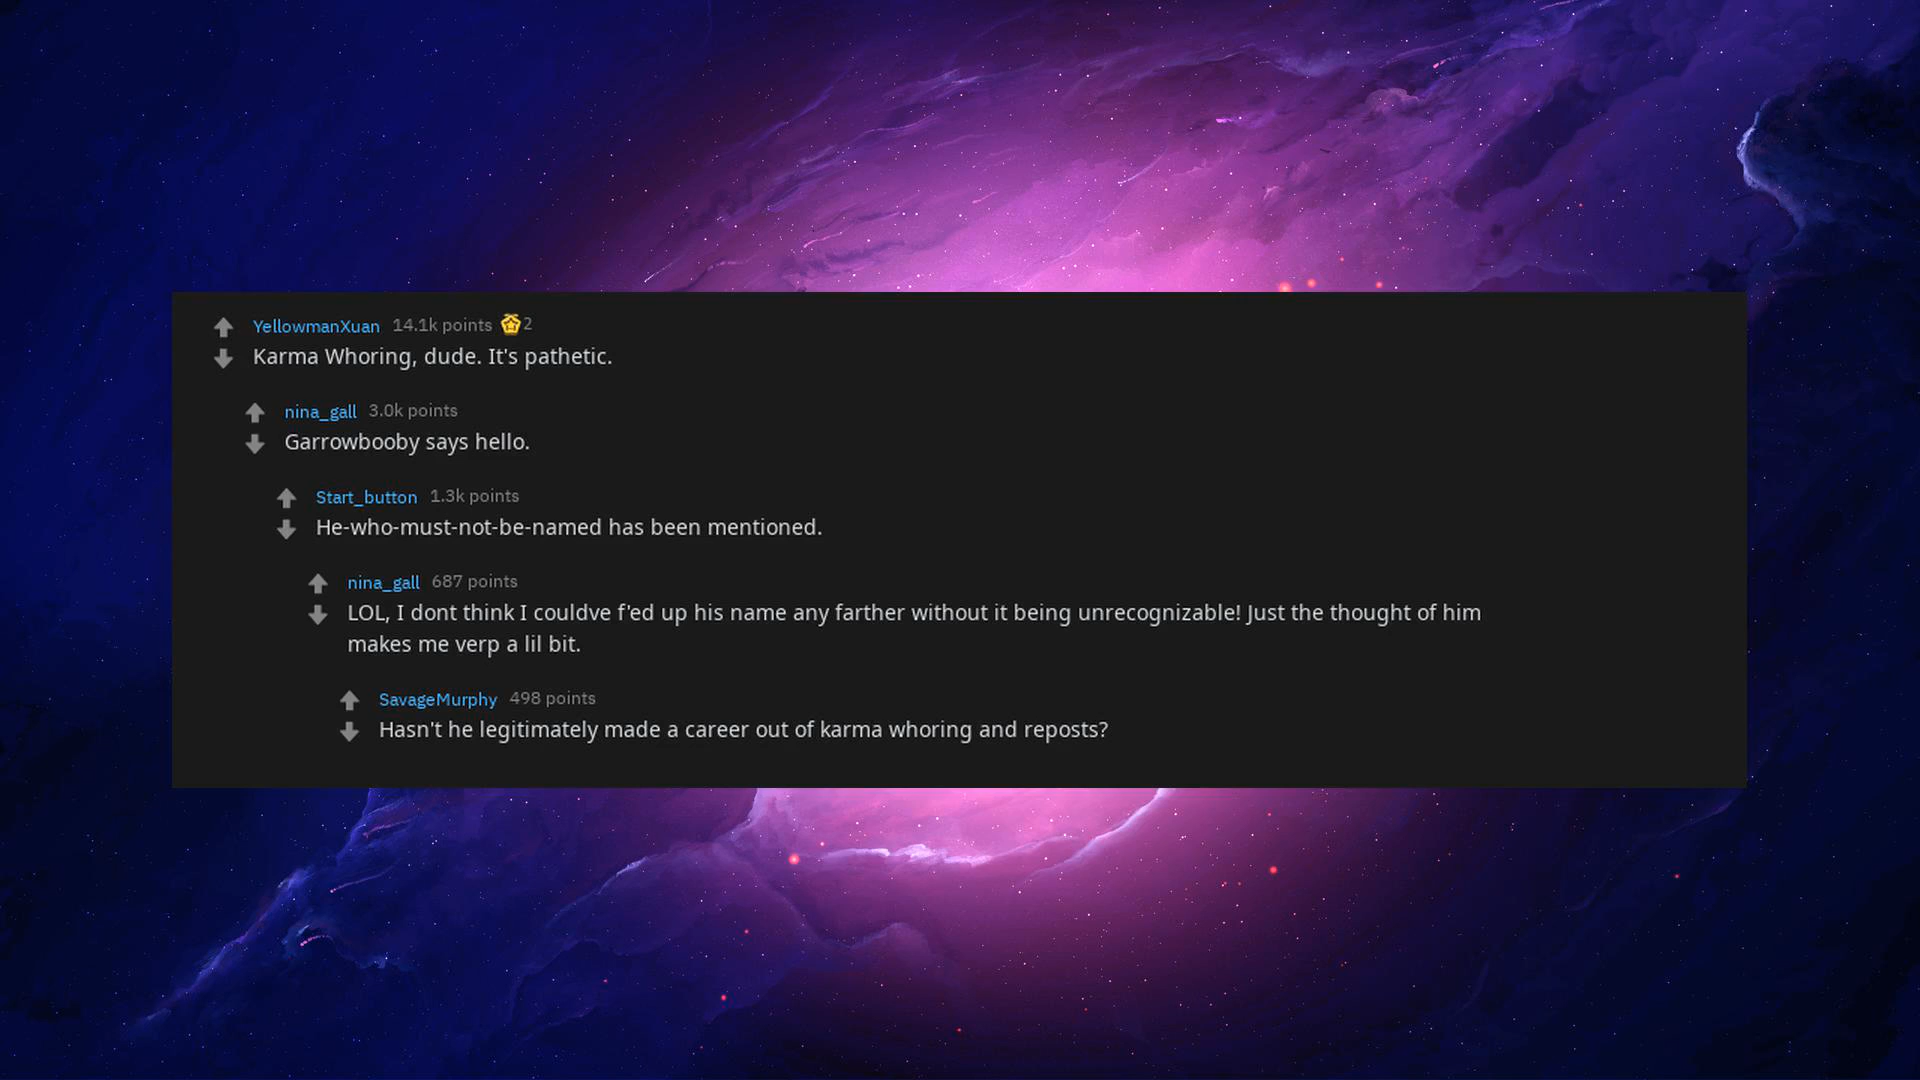 YellowmanXuan 14.1k points 2
Karma Whoring, dude. It's pathetic.
nina_gall 3.0k points
Garrowbooby says hello.
Start_button 1.3k points
He-who-must-not-be-named has been mentioned.
nina_gall 687 points
LOL, I dont think I couldve f'ed up his name any farther without it being unrecognizable! Just the thought of him
makes me verp a lil bit.
SavageMurphy 498 points
Hasn't he legitimately made a career out of karma whoring and reposts?